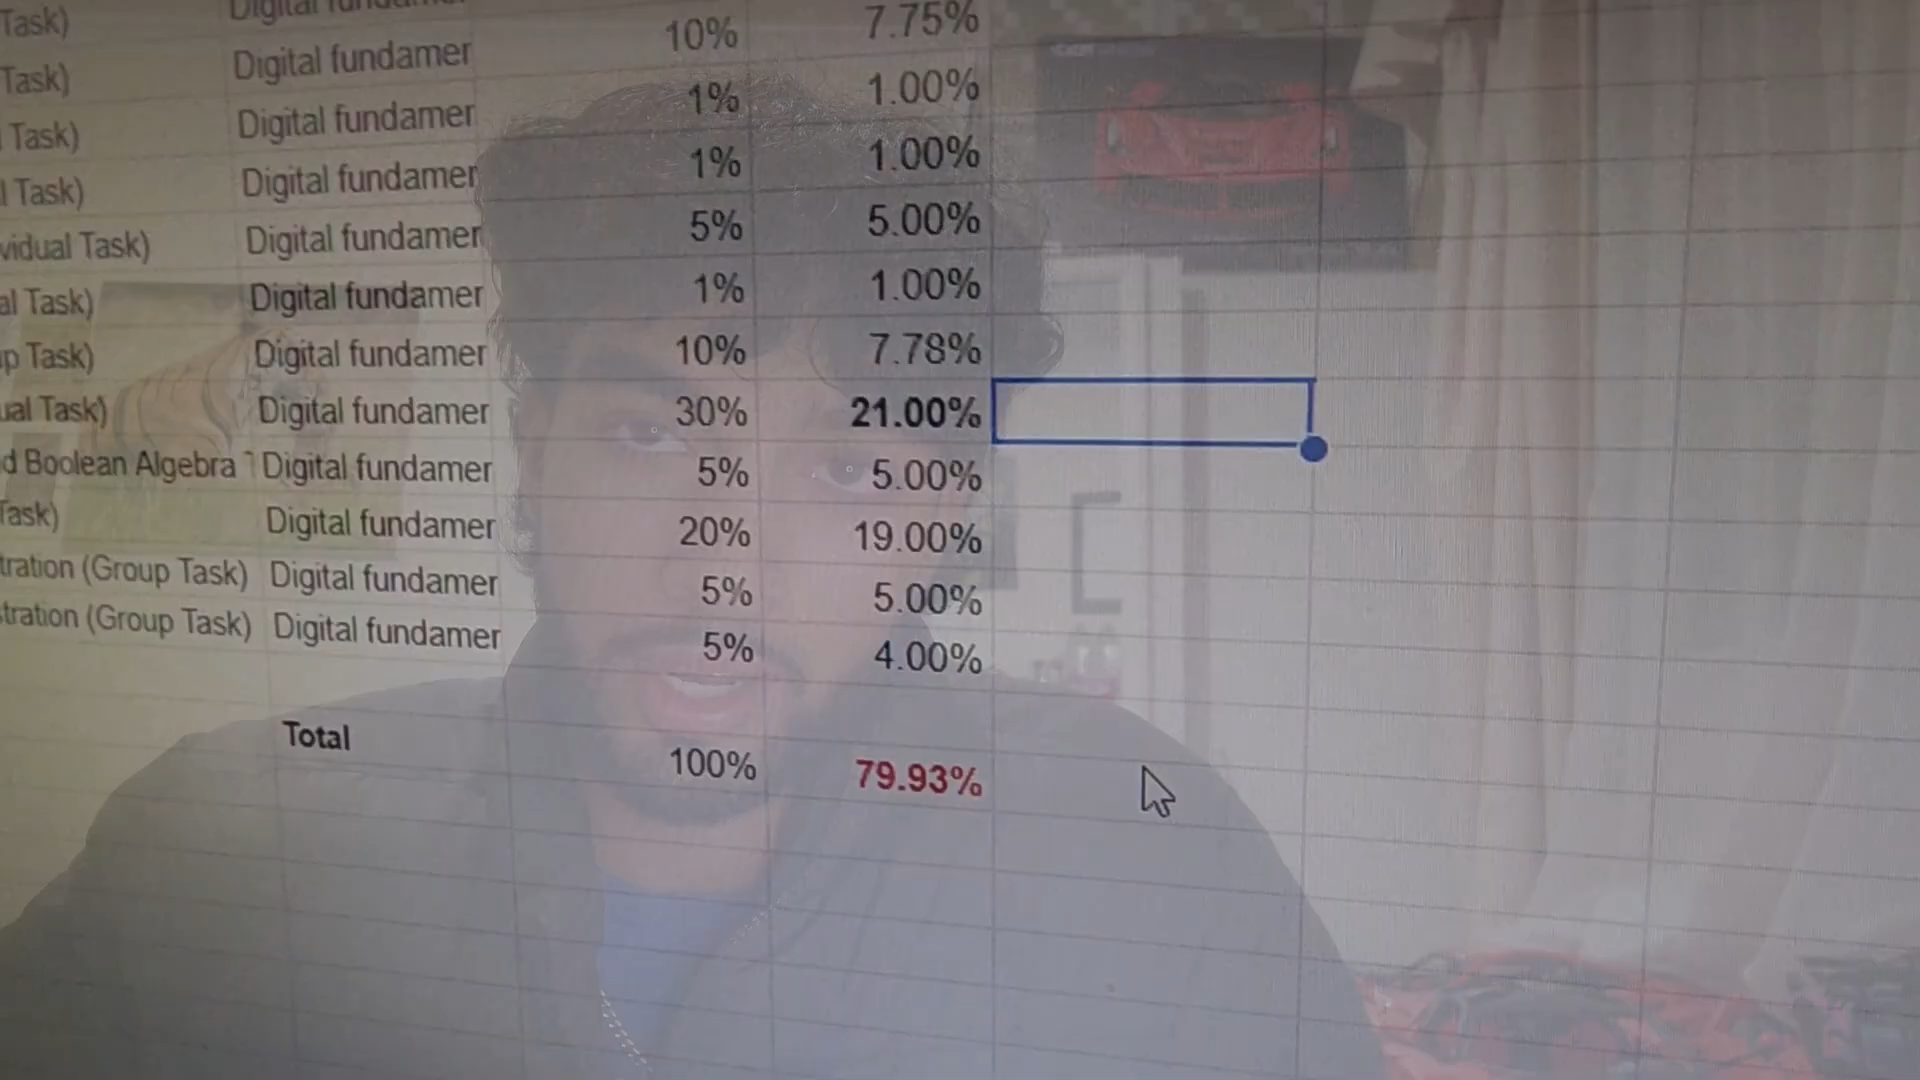 Task) Digital fundamen 10% 7.75%
Task) Digital fundamer 1% 1.00%
Task) Digital fundamer 1% 1.00%
l Task) Digital fundamer 5% 5.00%
vidual Task) Digital fundamer 1% 1.00%
al Task) Digital fundamer 10% 7.78%
p Task) Digital fundamer 30% 21.00%
ual Task) Digital fundamer 5% 5.00%
d Boolean Algebra Digital fundamer 20% 19.00%
Task) Digital fundamer 5% 5.00%
tration (Group Task) Digital fundamer 5% 4.00%
stration (Group Task) Digital fundamer
Total 100% 79.93%